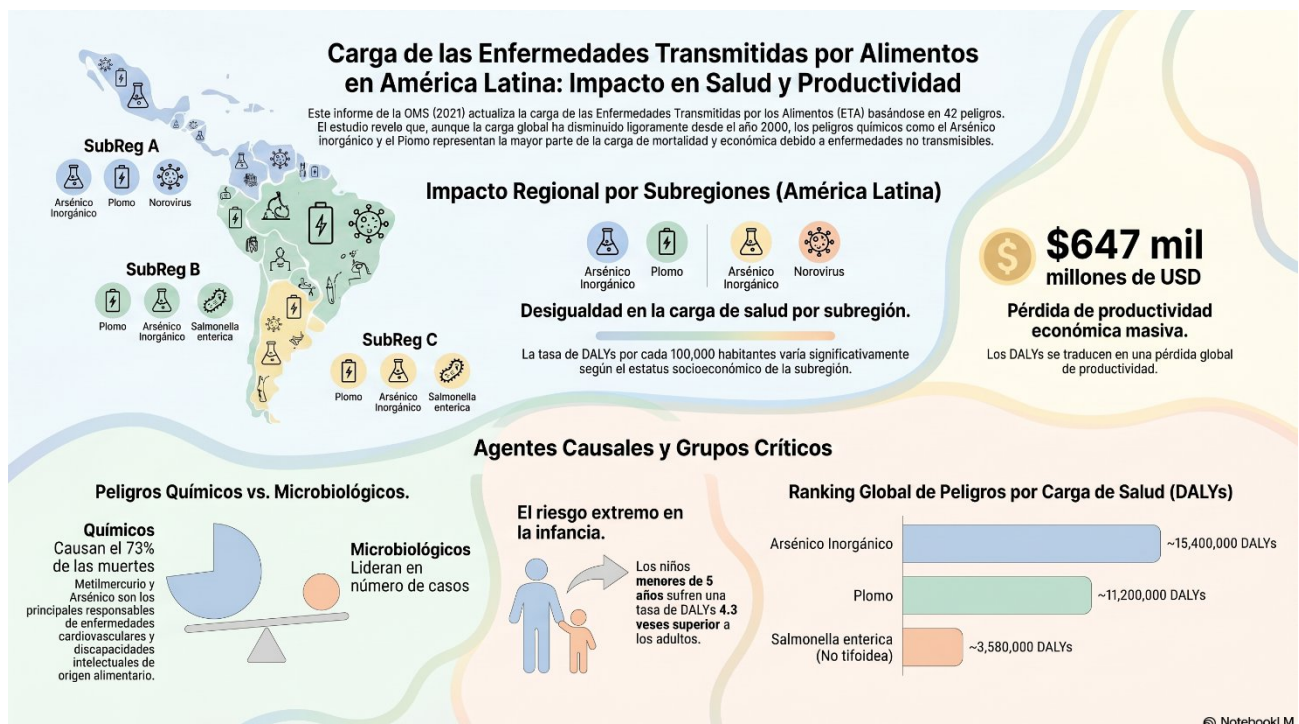 Carga de las Enfermedades Transmitidas por Alimentos
en América Latina: Impacto en Salud y Productividad
Este informe de la OMS (2021) actualiza la carga de las Enfermedades Transmitidas por los Alimentos (ETA) basándose en 42 peligros.
El estudio revelo que, aunque la carga global ha disminuido ligoramente desde el año 2000, los peligros químicos como el Arsénico
inorgánico y el Piomo representan la mayor parte de la carga de mortalidad y económica debido a enfermedades no transmisibles.
SubReg A
Arsénico
Inorgánico
Plomo
Norovirus
SubReg B
Plomo
Arsénico
Inorgánico
Salmonella
enterica
SubReg C
Plomo
Arsénico
Inorgánico
Salmonella
enterica
Impacto Regional por Subregiones (América Latina)
Arsénico
Inorgánico
Plomo
Arsénico
Inorgánico
Norovirus
Desigualdad en la carga de salud por subregión.
La tasa de DALYs por cada 100,000 habitantes varía significativamente
según el estatus socioeconómico de la subregión.
$
$647 mil
millones de USD
Pérdida de productividad
económica masiva.
Los DALYs se traducen en una pérdida global
de productividad.
Agentes Causales y Grupos Críticos
Peligros Químicos vs. Microbiológicos.
Químicos
Causan el 73%
de las muertes
Metilmercurio y
Arsénico son los
principales responsables
de enfermedades
cardiovasculares y
discapacidades
intelectuales de
origen alimentario.
Microbiológicos
Lideran en
número de casos
El riesgo extremo en
la infancia.
Los niños
menores de 5
años sufren una
tasa de DALYs 4.3
veses superior a
los adultos.
Ranking Global de Peligros por Carga de Salud (DALYs)
Arsénico Inorgánico
~15,400,000 DALYs
Plomo
~11,200,000 DALYs
Salmonella enterica
(No tifoidea)
~3,580,000 DALYs
NotebookLM